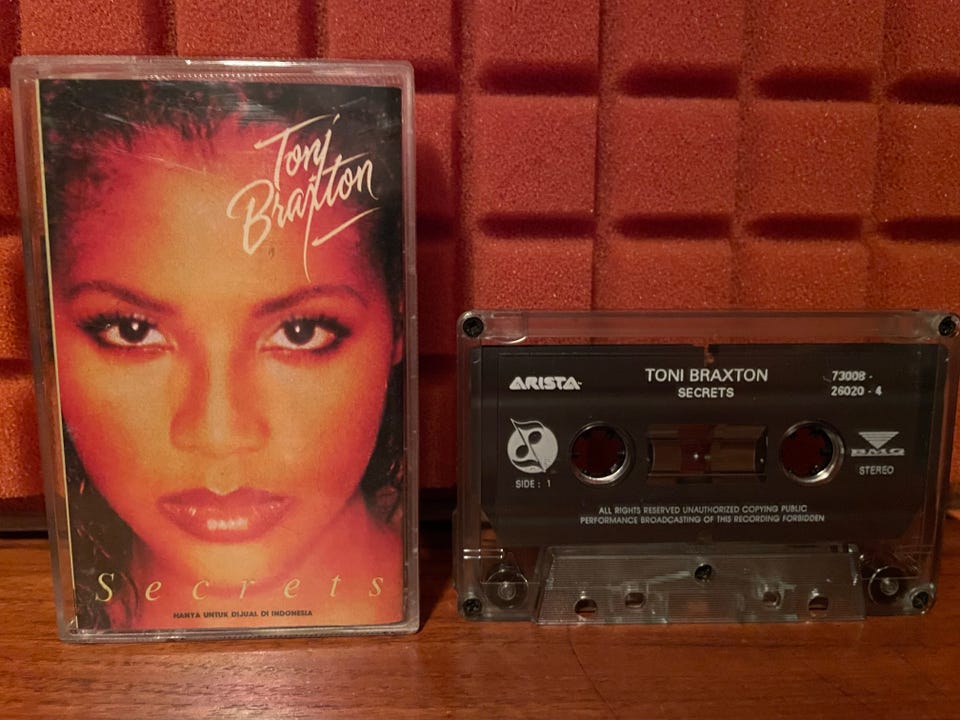 Toni
Braxton
Secrets
HANYA UNTUK DIJUAL DI INDONESIA
ARISTA
TONI BRAXTON
SECRETS
73008 -
26020 - 4
SIDE : 1
BMG
STEREO
ALL RIGHTS RESERVED UNAUTHORIZED COPYING PUBLIC
PERFORMANCE BROADCASTING OF THIS RECORDING FORBIDDEN